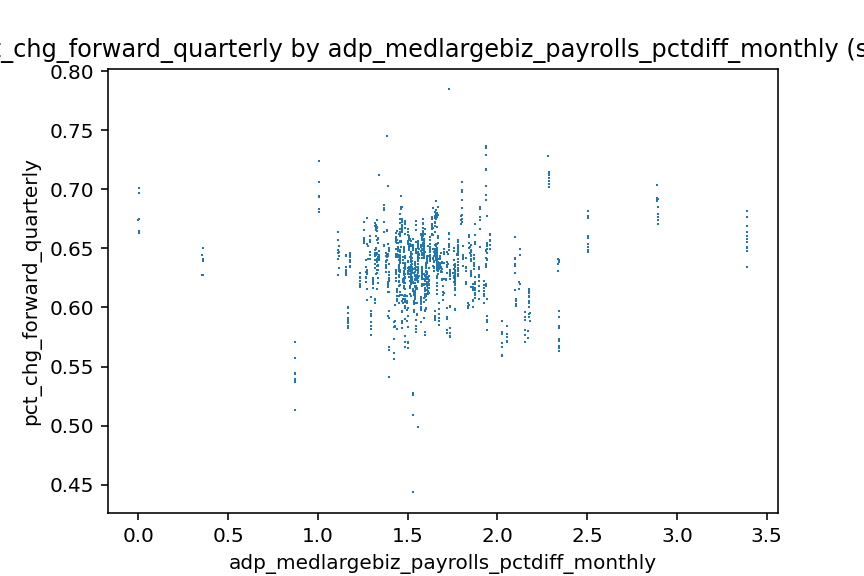 _chg_forward_quarterly by adp_medlargebiz_payrolls_pctdiff_monthly (s
0.80
0.75
0.70
0.65
0.60
0.55
0.50
0.45
pct_chg_forward_quarterly
0.0 0.5 1.0 1.5 2.0 2.5 3.0 3.5
adp_medlargebiz_payrolls_pctdiff_monthly